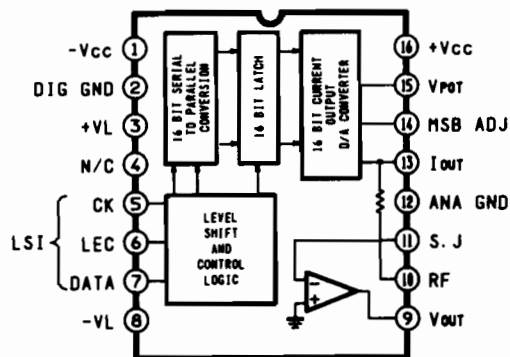 -Vcc 1
DIG GND 2
+VL 3
N/C 4
LSI
CK 5
LEC 6
DATA 7
-VL 8
16 BIT SERIAL
TO PARALLEL
CONVERSION
16 BIT LATCH
16 BIT CURRENT
OUTPUT
D/A CONVERTER
LEVEL
SHIFT
AND
CONTROL
LOGIC
-
+
16 +Vcc
15 VPOT
14 MSB ADJ
13 IOUT
12 ANA GND
11 S.J
10 RF
9 VOUT